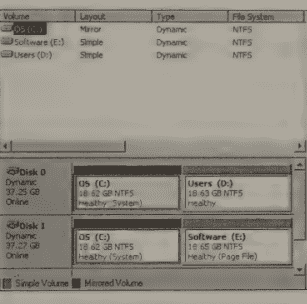 Volume Layout Type File System
OS (C:) Mirror Dynamic NTFS
Software (E:) Simple Dynamic NTFS
Users (D:) Simple Dynamic NTFS
Disk 0
Dynamic
37.25 GB
Online
OS (C:)
18.62 GB NTFS
Healthy (System)
Users (D:)
18.63 GB NTFS
Healthy
Disk 1
Dynamic
37.27 GB
Online
OS (C:)
18.62 GB NTFS
Healthy (System)
Software (E:)
18.65 GB NTFS
Healthy (Page File)
Simple Volume Mirrored Volume